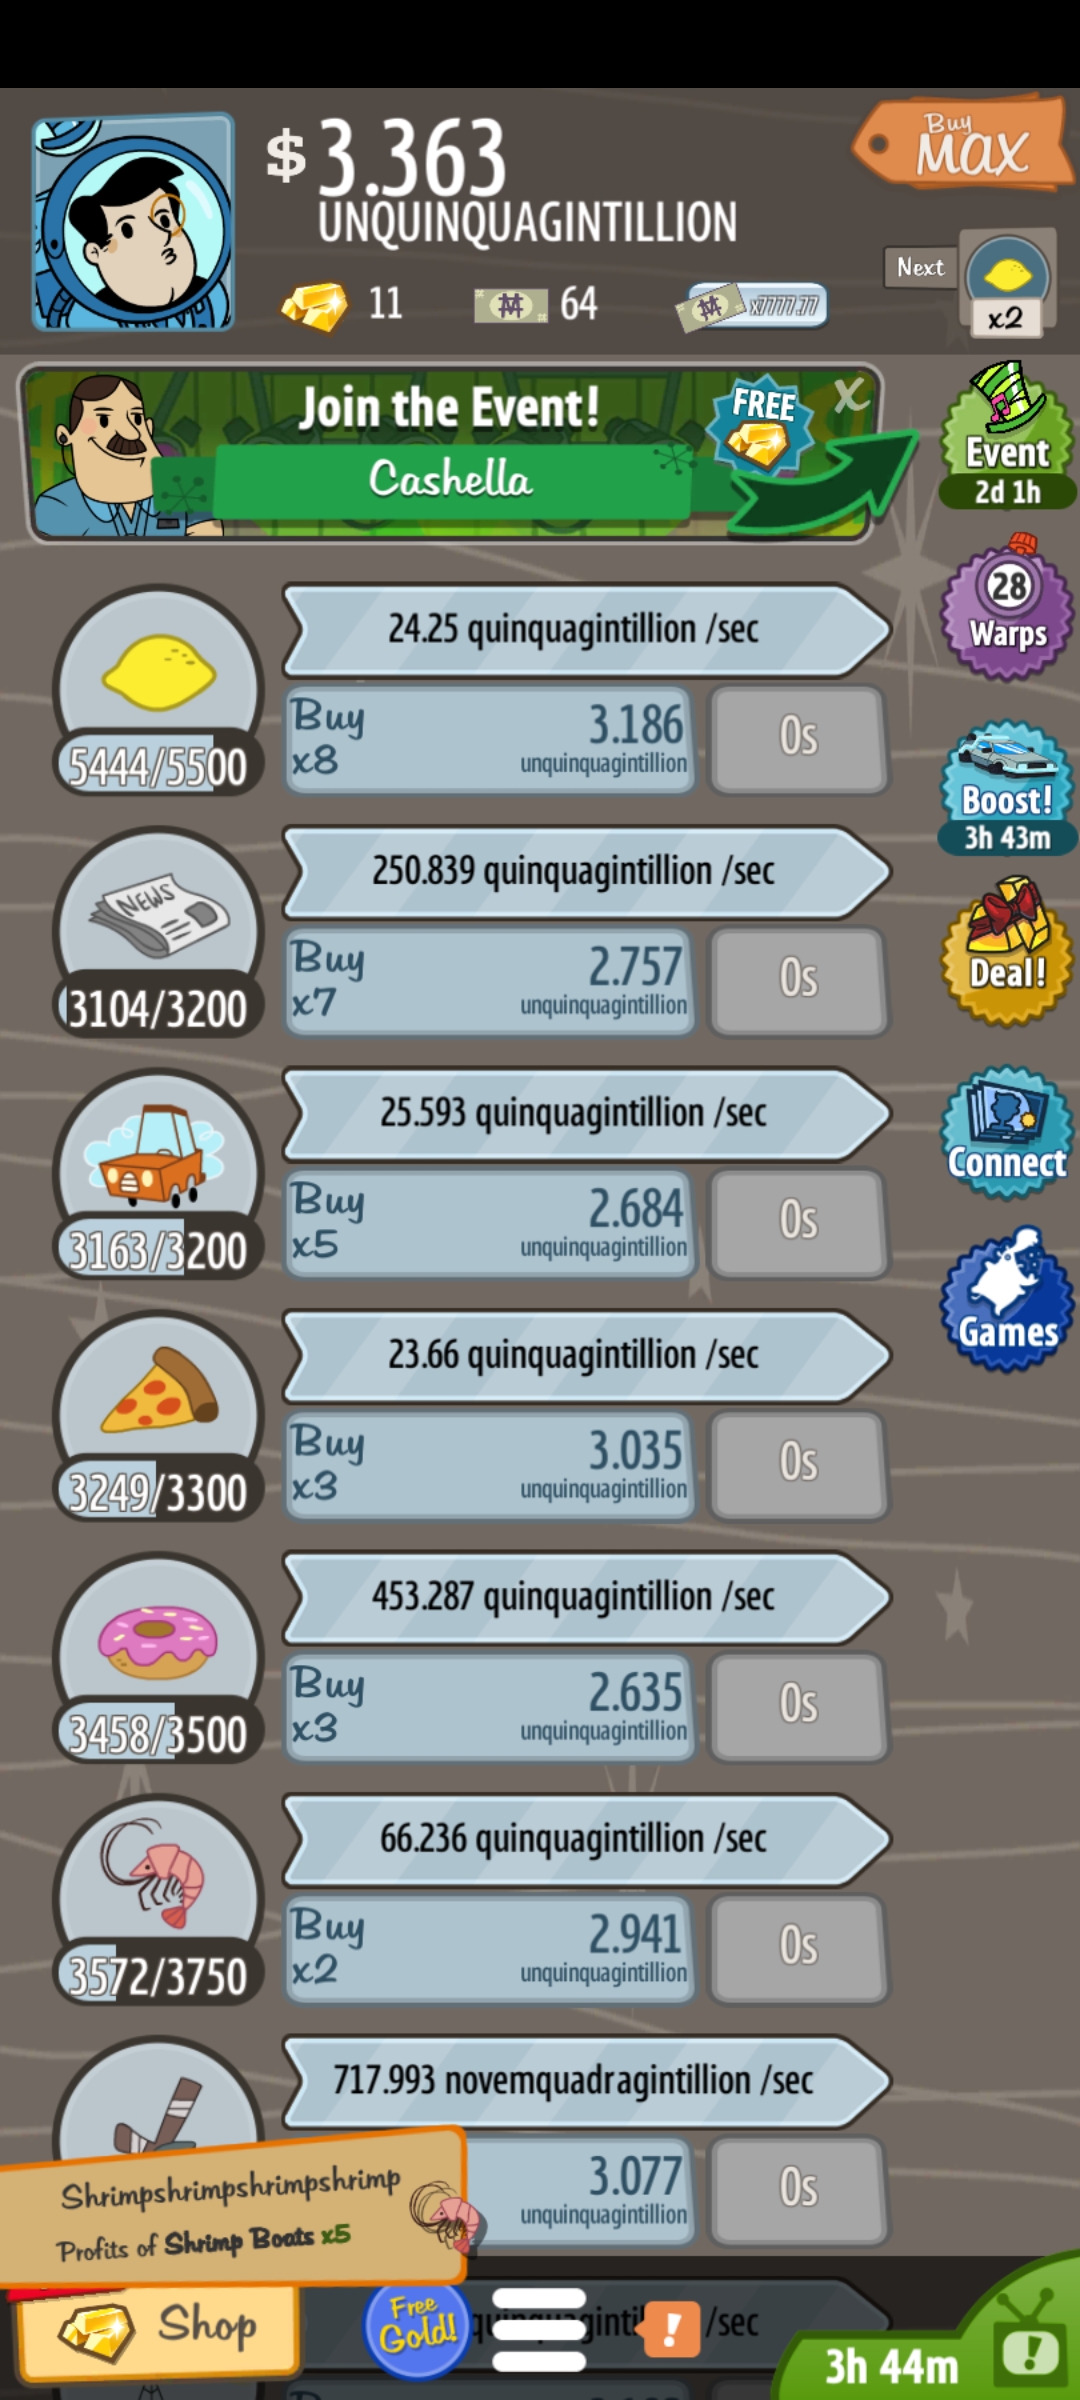 $ 3.363
UNQUINQUAGINTILLION
Buy
MAX
11
64
x7777.77
Next
x2
Join the Event!
FREE
X
Cashella
Event
2d 1h
28
Warps
24.25 quinquagintillion /sec
Buy
x8
3.186
unquinquagintillion
0s
5444/5500
Boost!
3h 43m
NEWS
250.839 quinquagintillion /sec
Buy
x7
2.757
unquinquagintillion
0s
3104/3200
Deal!
25.593 quinquagintillion /sec
Buy
x5
2.684
unquinquagintillion
0s
3163/3200
Connect
23.66 quinquagintillion /sec
Buy
x3
3.035
unquinquagintillion
0s
3249/3300
Games
453.287 quinquagintillion /sec
Buy
x3
2.635
unquinquagintillion
0s
3458/3500
66.236 quinquagintillion /sec
Buy
x2
2.941
unquinquagintillion
0s
3572/3750
717.993 novemquadragintillion /sec
3.077
unquinquagintillion
0s
Shrimpshrimpshrimpshrimp
Profits of Shrimp Boats x5
Shop
Free
Gold!
!
/sec
3h 44m
!
Buy